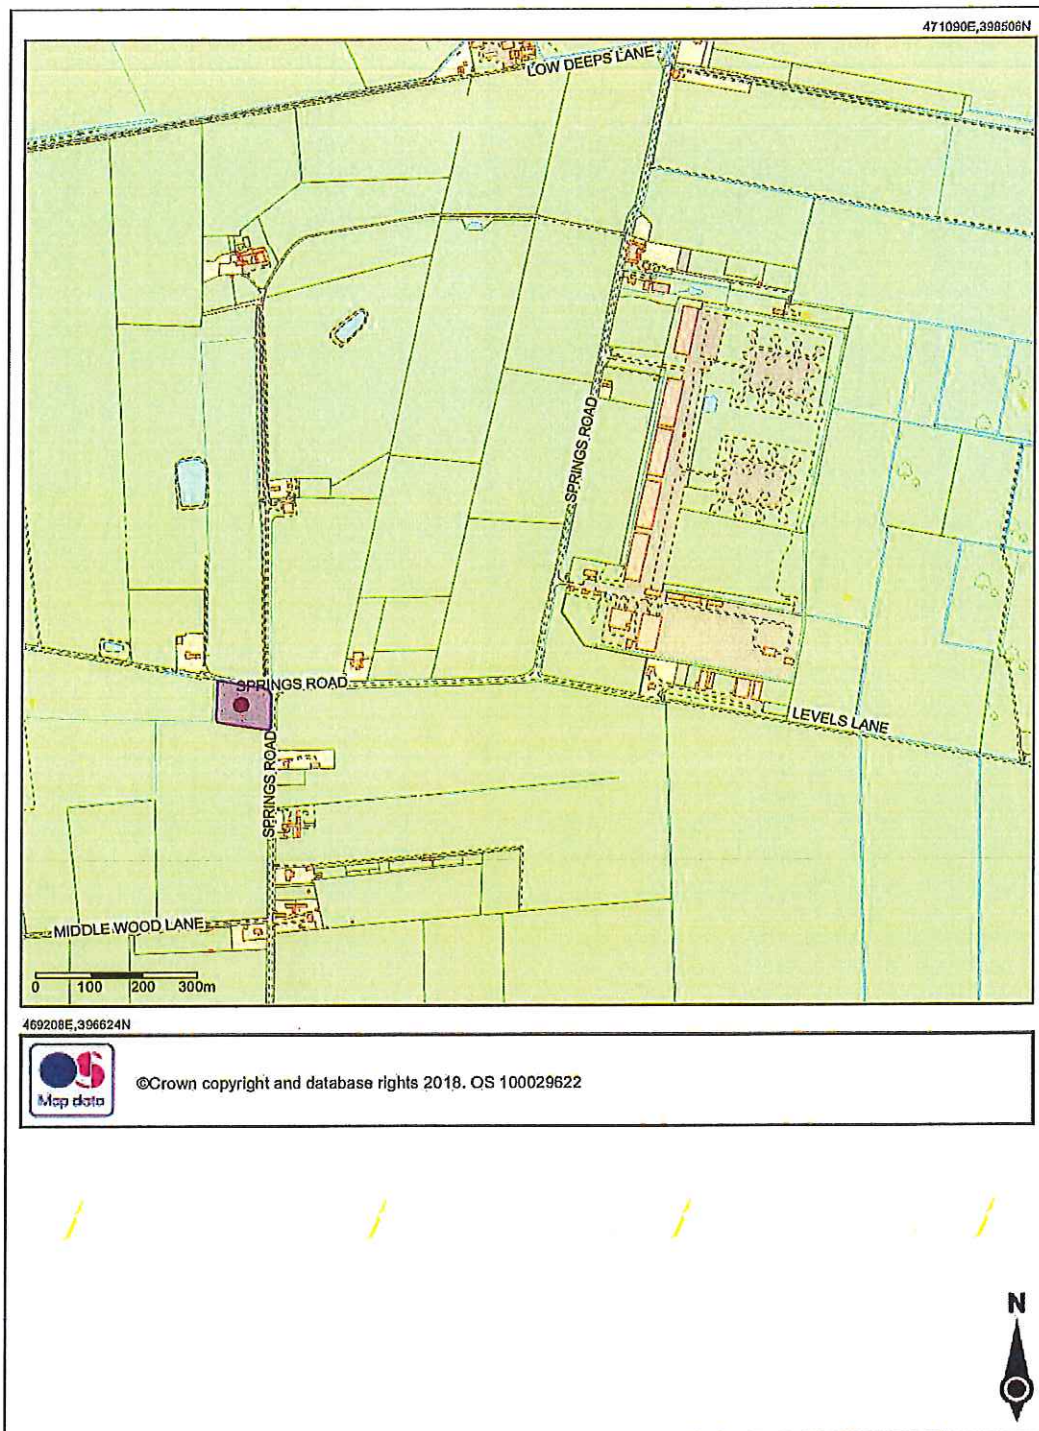 471090E,398506N
LOW DEEPS LANE
SPRINGS ROAD
SPRINGS ROAD
LEVELS LANE
SPRINGS ROAD
MIDDLE WOOD LANE
0 100 200 300m
469208E,396624N
OS
Map data
©Crown copyright and database rights 2018. OS 100029622
N